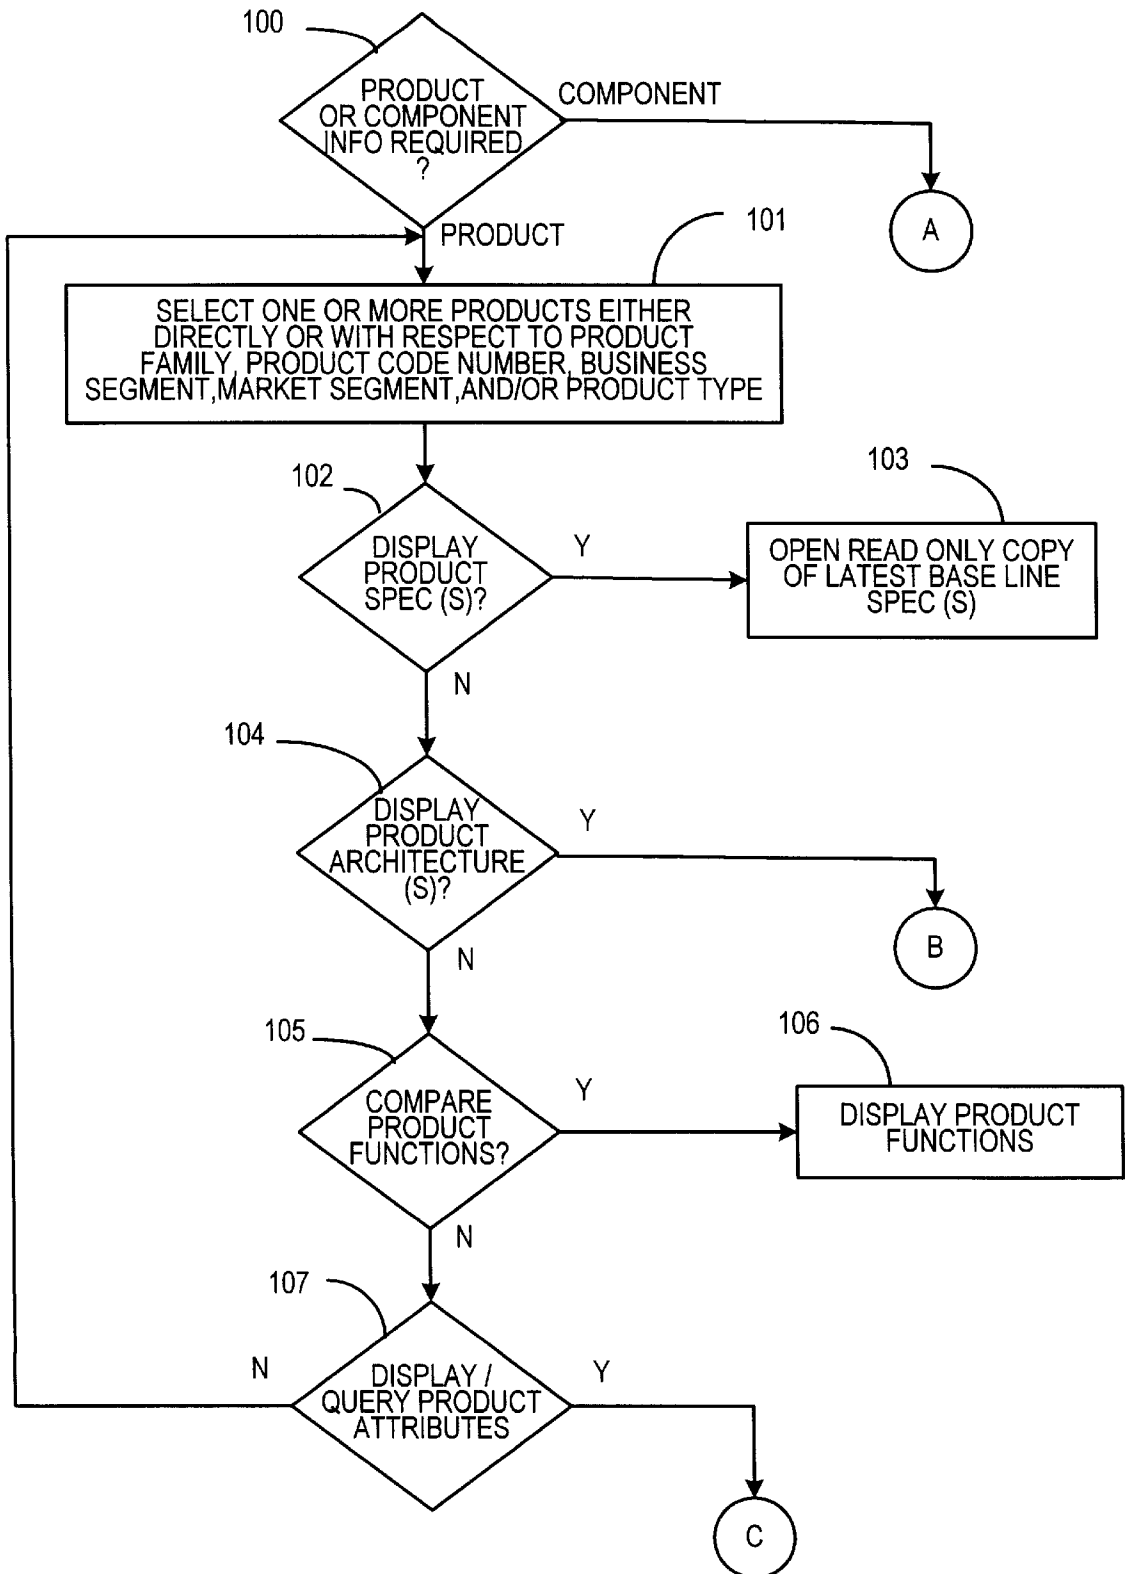 100
PRODUCT
OR COMPONENT
INFO REQUIRED
?
COMPONENT
A
PRODUCT
101
SELECT ONE OR MORE PRODUCTS EITHER
DIRECTLY OR WITH RESPECT TO PRODUCT
FAMILY, PRODUCT CODE NUMBER, BUSINESS
SEGMENT,MARKET SEGMENT,AND/OR PRODUCT TYPE
102
DISPLAY
PRODUCT
SPEC (S)?
Y
103
OPEN READ ONLY COPY
OF LATEST BASE LINE
SPEC (S)
N
104
DISPLAY
PRODUCT
ARCHITECTURE
(S)?
Y
B
N
105
COMPARE
PRODUCT
FUNCTIONS?
Y
106
DISPLAY PRODUCT
FUNCTIONS
N
107
N
DISPLAY /
QUERY PRODUCT
ATTRIBUTES
Y
C